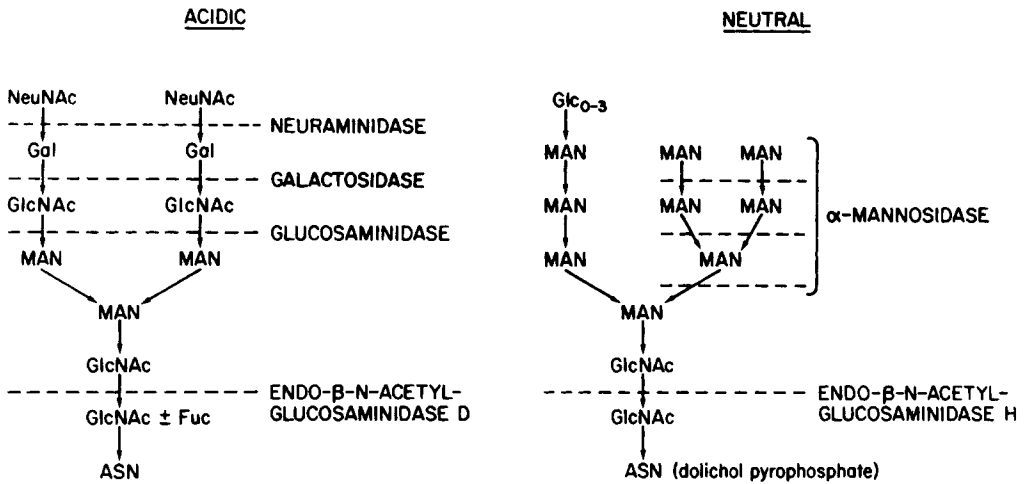 ACIDIC
NeuNAc NeuNAc
NEURAMINIDASE
Gal Gal
GALACTOSIDASE
GlcNAc GlcNAc
GLUCOSAMINIDASE
MAN MAN
MAN
GlcNAc
ENDO-β-N-ACETYL-
GLUCOSAMINIDASE D
GlcNAc ± Fuc
ASN
NEUTRAL
Glc0-3
MAN MAN MAN
MAN MAN MAN
α-MANNOSIDASE
MAN MAN
MAN
GlcNAc
ENDO-β-N-ACETYL-
GLUCOSAMINIDASE H
GlcNAc
ASN (dolichol pyrophosphate)